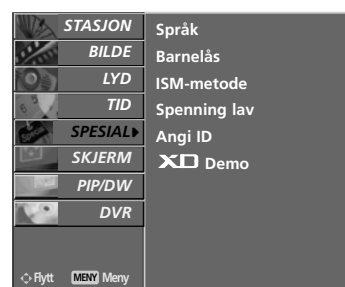 STASJON
BILDE
LYD
TID
SPESIAL
SKJERM
PIP/DW
DVR
Flytt MENY Meny
Språk
Barnelås
ISM-metode
Spenning lav
Angi ID
XD Demo